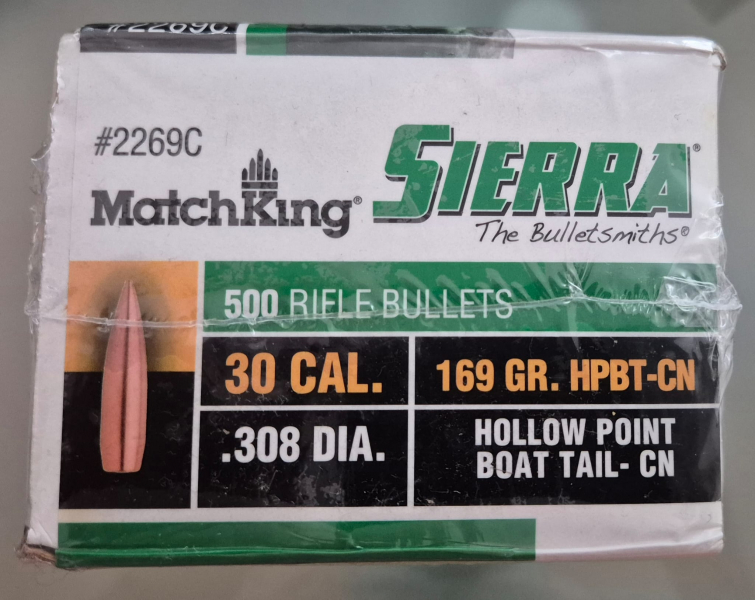 #2269C
#2269C
MatchKing®
SIERRA®
The Bulletsmiths®
500 RIFLE BULLETS
30 CAL.
169 GR. HPBT-CN
.308 DIA.
HOLLOW POINT
BOAT TAIL- CN